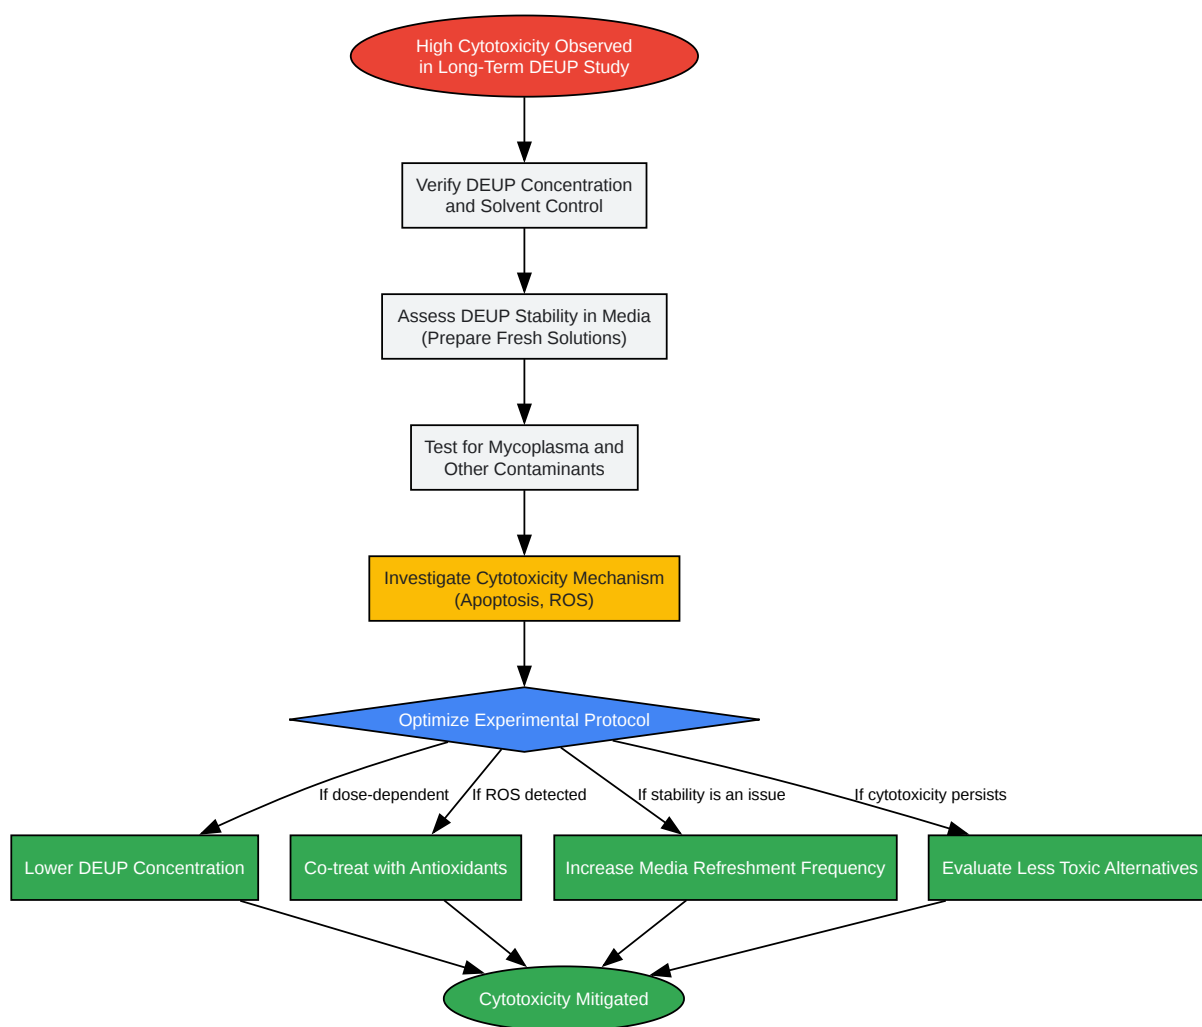 High Cytotoxicity Observed
in Long-Term DEUP Study
Verify DEUP Concentration
and Solvent Control
Assess DEUP Stability in Media
(Prepare Fresh Solutions)
Test for Mycoplasma and
Other Contaminants
Investigate Cytotoxicity Mechanism
(Apoptosis, ROS)
Optimize Experimental Protocol
If dose-dependent
If ROS detected
If stability is an issue
If cytotoxicity persists
Lower DEUP Concentration
Co-treat with Antioxidants
Increase Media Refreshment Frequency
Evaluate Less Toxic Alternatives
Cytotoxicity Mitigated